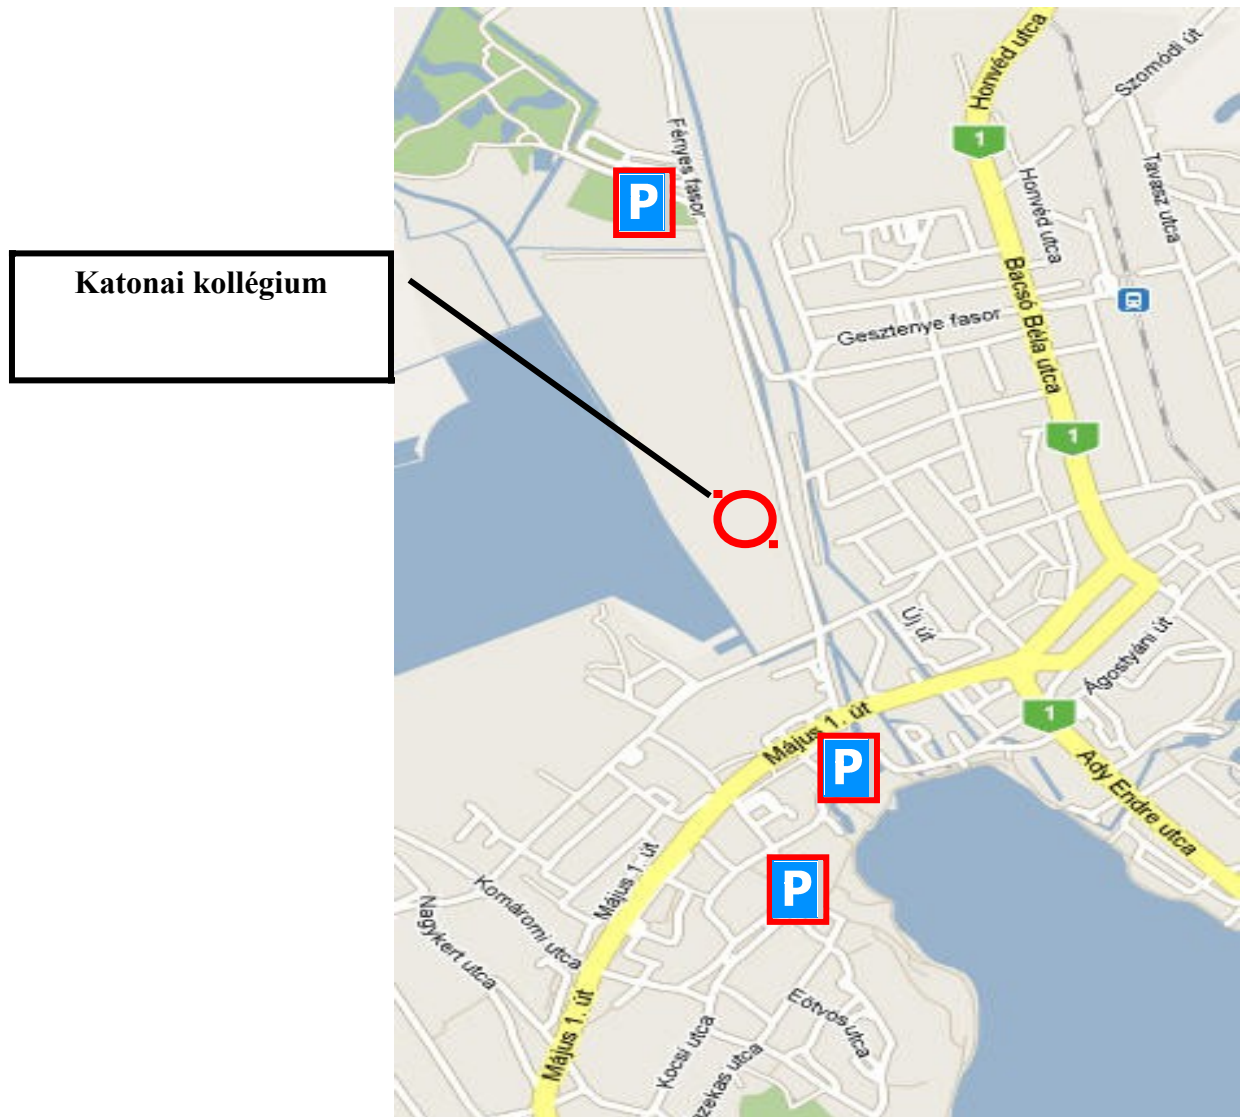 Honvéd utca
Szomódi út
1
Fényes fasor
Tavasz utca
Honvéd utca
P
Katonai kollégium
Bacsó Béla utca
Gesztenye fasor
1
Új út
Ágostyáni út
1
Május 1. út
P
Ady Endre utca
Május 1. út
P
Komáromi utca
Nagykert utca
Május 1. út
Eötvös utca
Kocsi utca
zekas utca